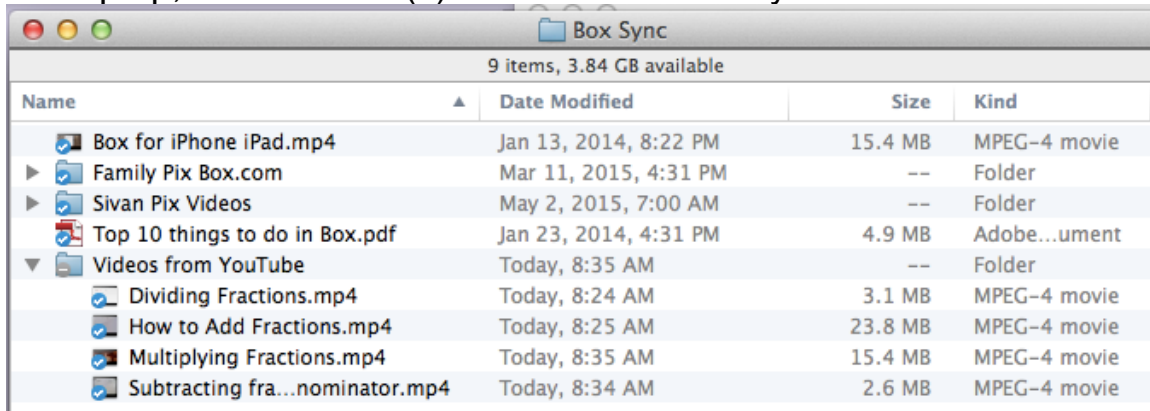 Box Sync
9 items, 3.84 GB available
Name Date Modified Size Kind
Box for iPhone iPad.mp4 Jan 13, 2014, 8:22 PM 15.4 MB MPEG-4 movie
Family Pix Box.com Mar 11, 2015, 4:31 PM -- Folder
Sivan Pix Videos May 2, 2015, 7:00 AM -- Folder
Top 10 things to do in Box.pdf Jan 23, 2014, 4:31 PM 4.9 MB Adobe...ument
Videos from YouTube Today, 8:35 AM -- Folder
Dividing Fractions.mp4 Today, 8:24 AM 3.1 MB MPEG-4 movie
How to Add Fractions.mp4 Today, 8:25 AM 23.8 MB MPEG-4 movie
Multiplying Fractions.mp4 Today, 8:35 AM 15.4 MB MPEG-4 movie
Subtracting fra...nominator.mp4 Today, 8:34 AM 2.6 MB MPEG-4 movie